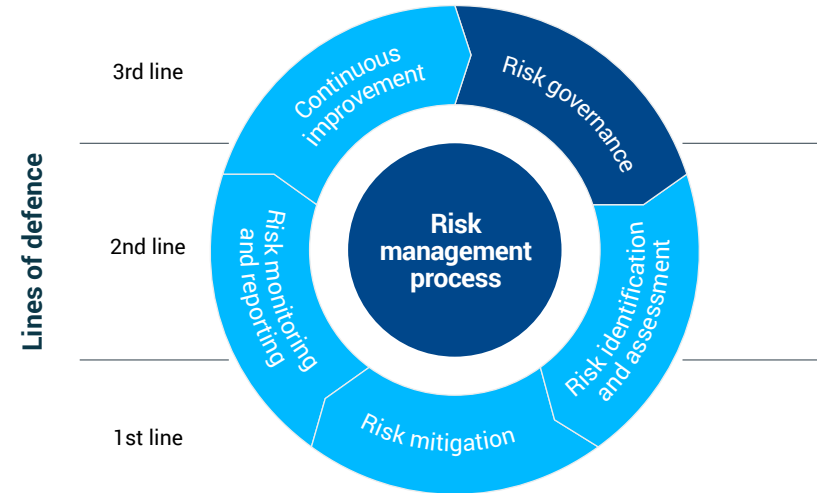 Lines of defence
3rd line
2nd line
1st line
Risk governance
Risk identification
and assessment
Risk mitigation
Risk monitoring
and reporting
Continuous
improvement
Risk
management
process